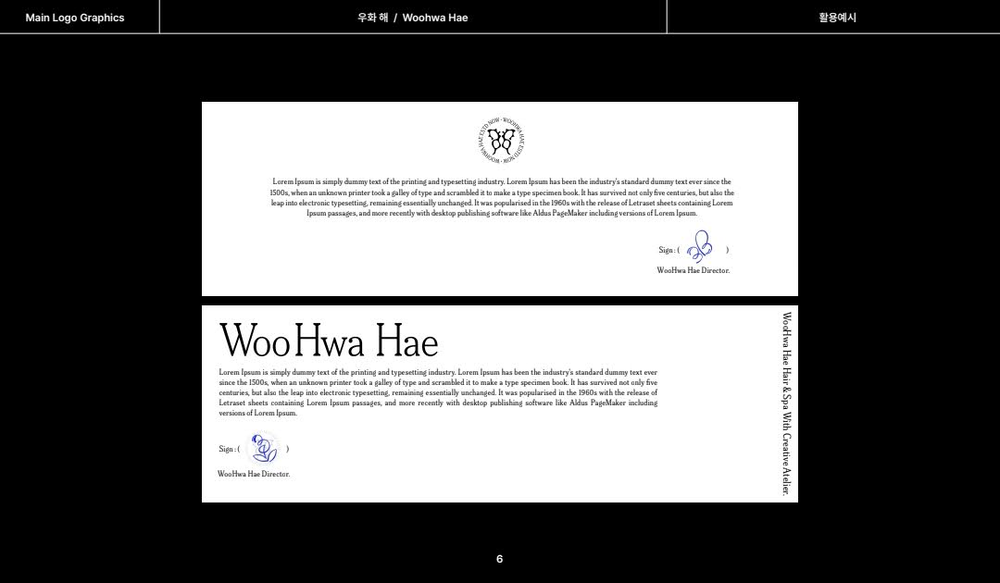 Main Logo Graphics
우화 해 / Woohwa Hae
활용예시
WOOHWA HAE ESTD NOW · WOOHWA HAE ESTD NOW ·
Lorem Ipsum is simply dummy text of the printing and typesetting industry. Lorem Ipsum has been the industry's standard dummy text ever since the
1500s, when an unknown printer took a galley of type and scrambled it to make a type specimen book. It has survived not only five centuries, but also the
leap into electronic typesetting, remaining essentially unchanged. It was popularised in the 1960s with the release of Letraset sheets containing Lorem
Ipsum passages, and more recently with desktop publishing software like Aldus PageMaker including versions of Lorem Ipsum.
Sign : ( )
WooHwa Hae Director.
WooHwa Hae
Lorem Ipsum is simply dummy text of the printing and typesetting industry. Lorem Ipsum has been the industry's standard dummy text ever
since the 1500s, when an unknown printer took a galley of type and scrambled it to make a type specimen book. It has survived not only five
centuries, but also the leap into electronic typesetting, remaining essentially unchanged. It was popularised in the 1960s with the release of
Letraset sheets containing Lorem Ipsum passages, and more recently with desktop publishing software like Aldus PageMaker including
versions of Lorem Ipsum.
Sign : ( )
WooHwa Hae Director.
WooHwa Hae Hair & Spa With Creative Atelier.
6